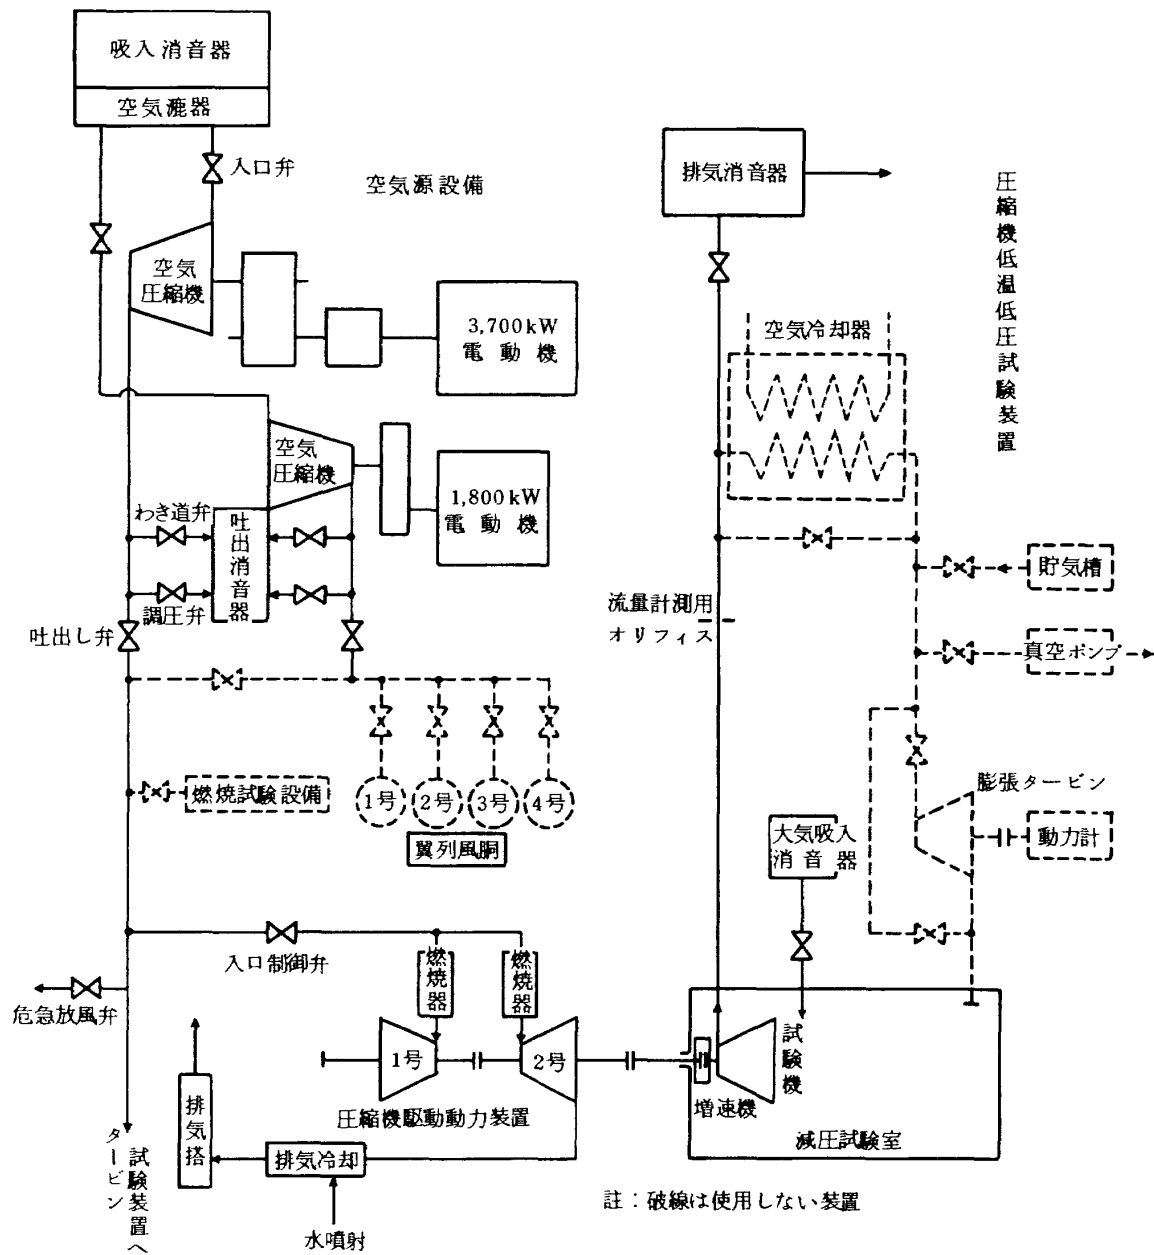 吸入消音器
空気漉器
入口弁
空気源設備
空気
圧縮機
3,700kW
電動機
空気
圧縮機
1,800kW
電動機
わき道弁
吐出消音器
調圧弁
吐出し弁
1号
2号
3号
4号
翼列風胴
燃焼試験設備
入口制御弁
燃焼器
燃焼器
危急放風弁
1号
2号
圧縮機駆動動力装置
排気搭
排気冷却
水噴射
タービン
試験装置へ
排気消音器
圧縮機低温低圧試験装置
空気冷却器
流量計測用
オリフィス
貯気槽
真空ポンプ
膨張タービン
動力計
大気吸入
消音器
試験機
増速機
減圧試験室
註：破線は使用しない装置